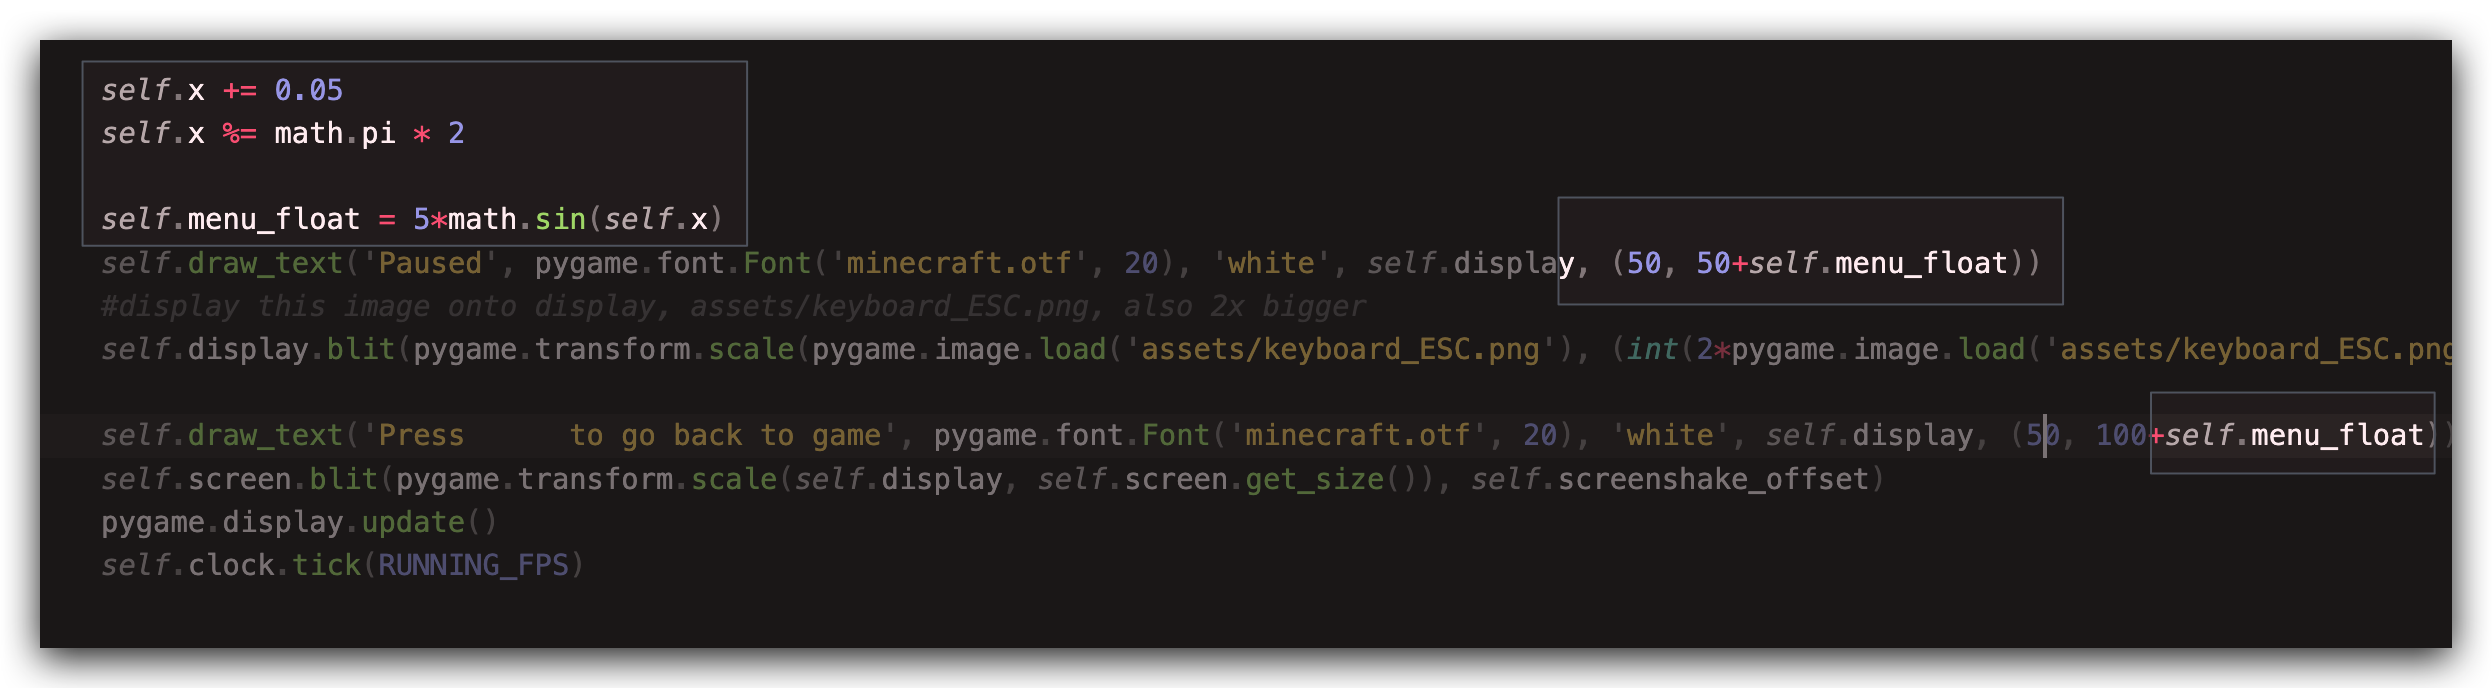 self.x += 0.05
self.x %= math.pi * 2
self.menu_float = 5*math.sin(self.x)
self.draw_text('Paused', pygame.font.Font('minecraft.otf', 20), 'white', self.display, (50, 50+self.menu_float))
#display this image onto display, assets/keyboard_ESC.png, also 2x bigger
self.display.blit(pygame.transform.scale(pygame.image.load('assets/keyboard_ESC.png'), (int(2*pygame.image.load('assets/keyboard_ESC.png
self.draw_text('Press      to go back to game', pygame.font.Font('minecraft.otf', 20), 'white', self.display, (50, 100+self.menu_float))
self.screen.blit(pygame.transform.scale(self.display, self.screen.get_size()), self.screenshake_offset)
pygame.display.update()
self.clock.tick(RUNNING_FPS)